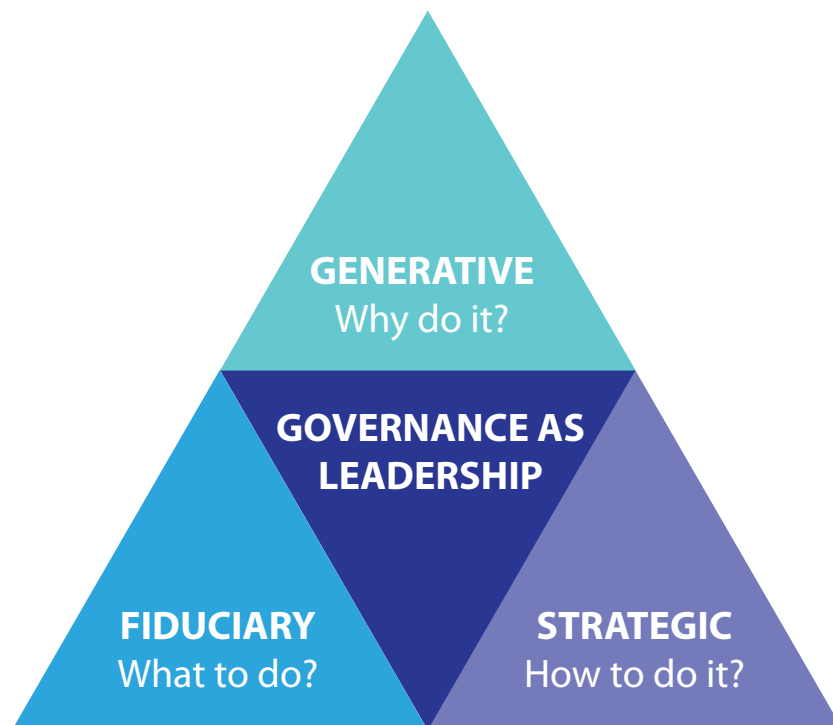 GENERATIVE
Why do it?
GOVERNANCE AS
LEADERSHIP
FIDUCIARY
What to do?
STRATEGIC
How to do it?